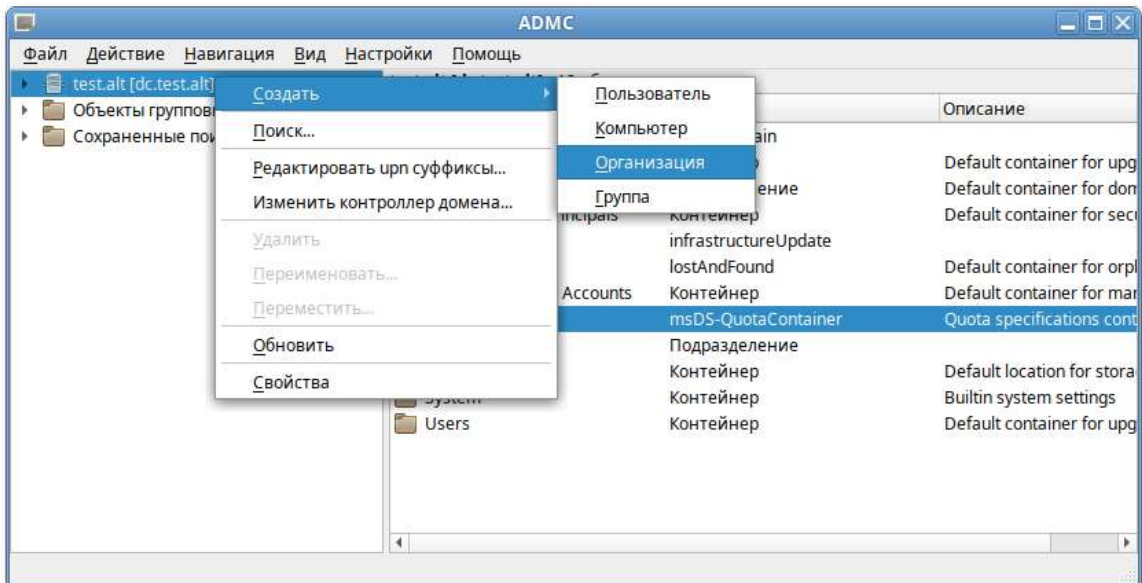 ADMC
Файл Действие Навигация Вид Настройки Помощь
test.alt [dc.test.alt]
Объекты группов
Сохраненные пои
Создать
Поиск...
Редактировать upn суффиксы...
Изменить контроллер домена...
Удалить
Переименовать...
Переместить...
Обновить
Свойства
Пользователь
Компьютер
Организация
Группа
Описание
ain
Default container for upg
ение Default container for dom
incipals Контейнер Default container for secu
infrastructureUpdate
lostAndFound Default container for orpl
Accounts Контейнер Default container for mar
msDS-QuotaContainer Quota specifications cont
Подразделение
Контейнер Default location for stora
System Контейнер Builtin system settings
Users Контейнер Default container for upg